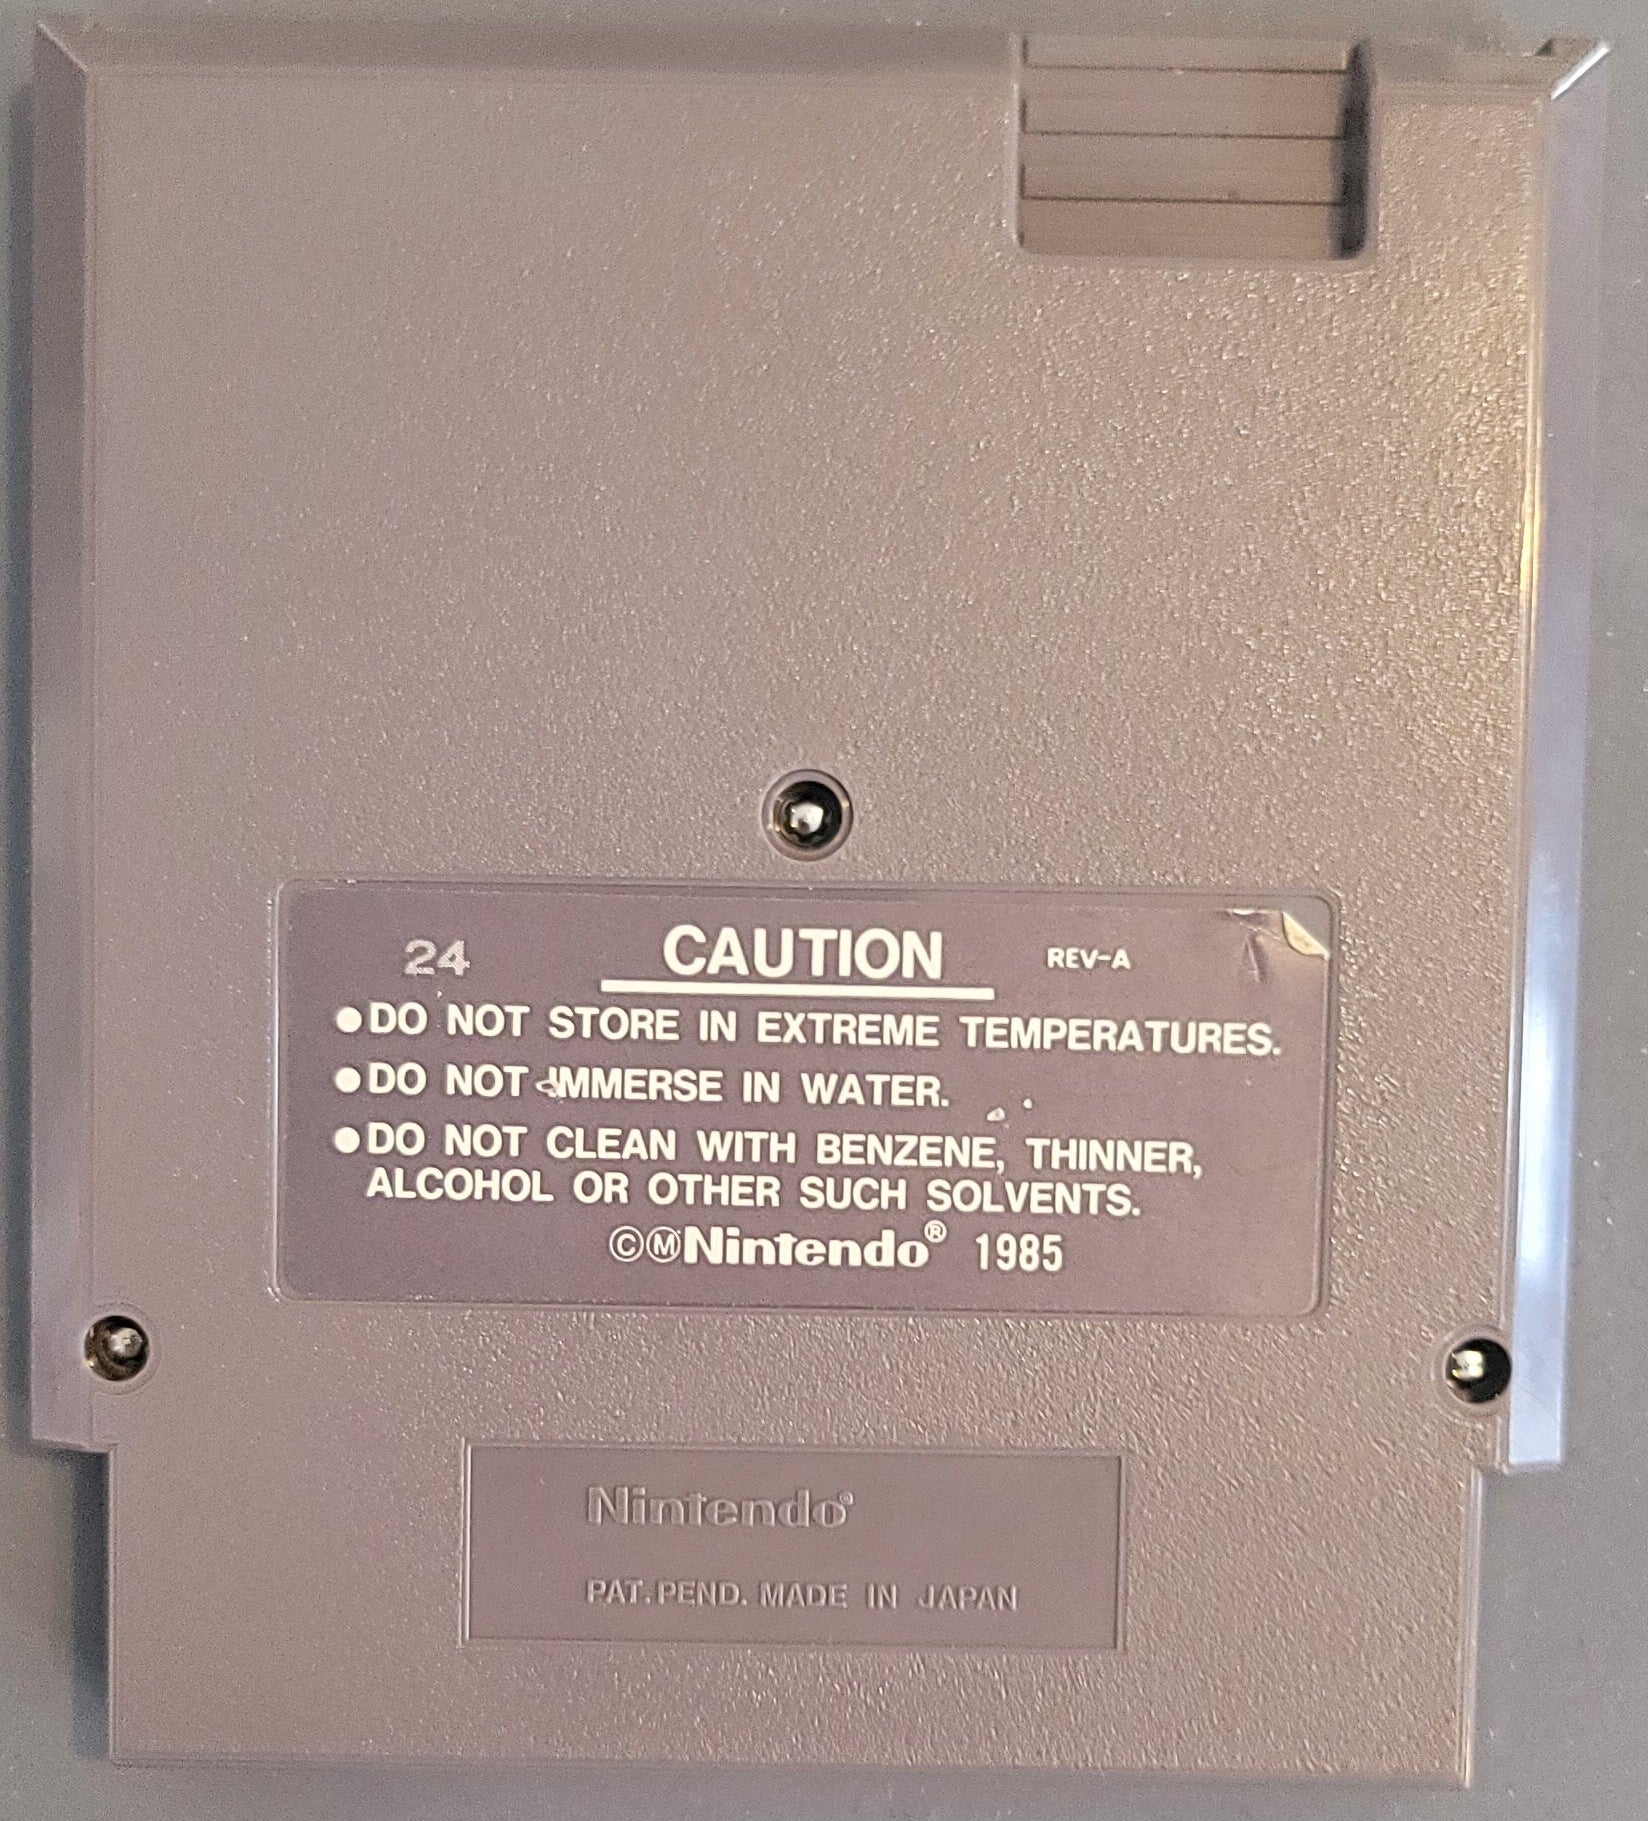 24 CAUTION REV-A
●DO NOT STORE IN EXTREME TEMPERATURES.
●DO NOT IMMERSE IN WATER.
●DO NOT CLEAN WITH BENZENE, THINNER,
ALCOHOL OR OTHER SUCH SOLVENTS.
©ⓂNintendo® 1985
Nintendo®
PAT.PEND. MADE IN JAPAN